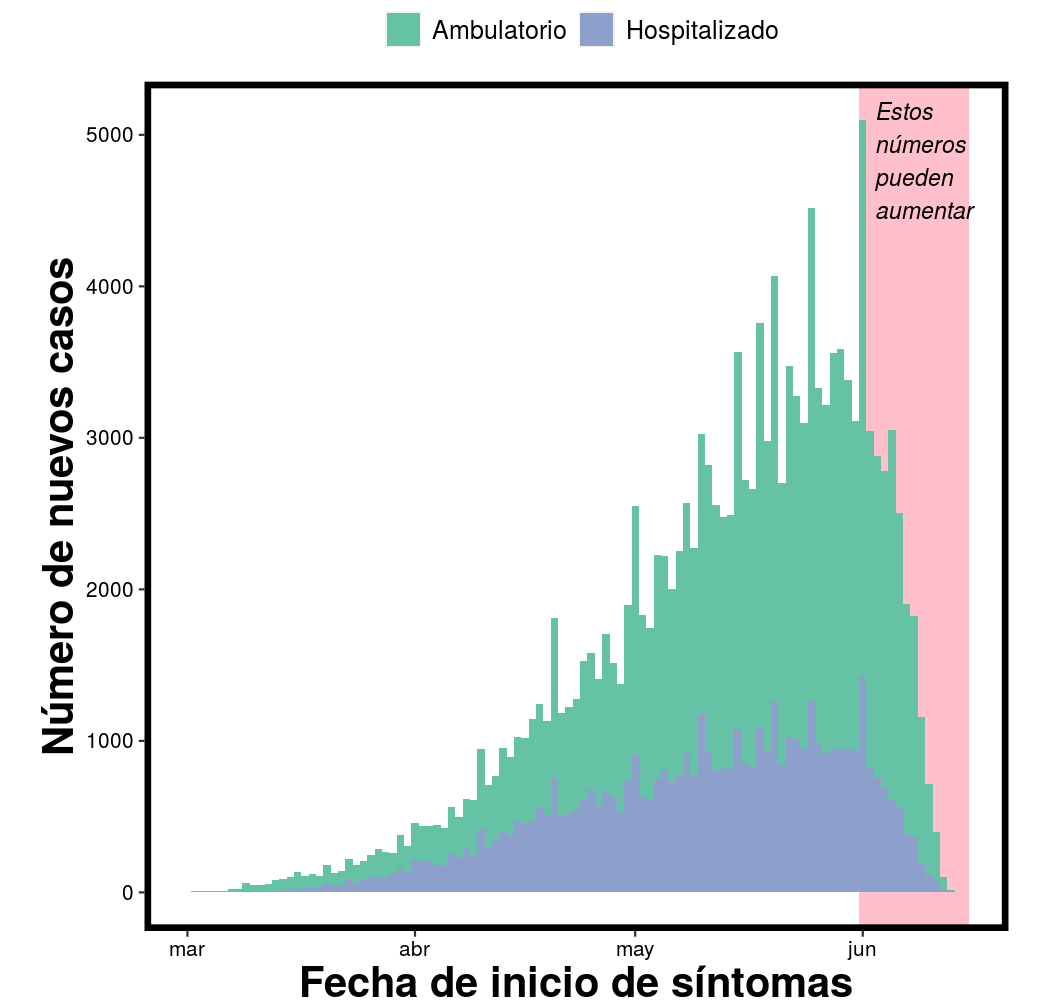 Ambulatorio Hospitalizado
Estos
números
pueden
aumentar
5000
4000
3000
2000
1000
0
Número de nuevos casos
mar abr may jun
Fecha de inicio de síntomas